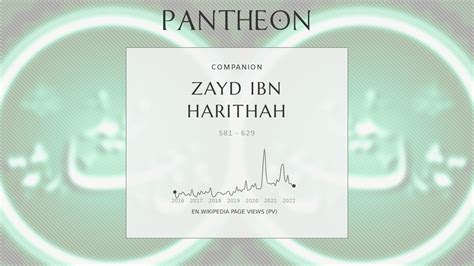 PANTHEON
COMPANION
ZAYD IBN
HARITHAH
581 - 629
2016 2017 2018 2019 2020 2021 2022
EN.WIKIPEDIA PAGE VIEWS (PV)